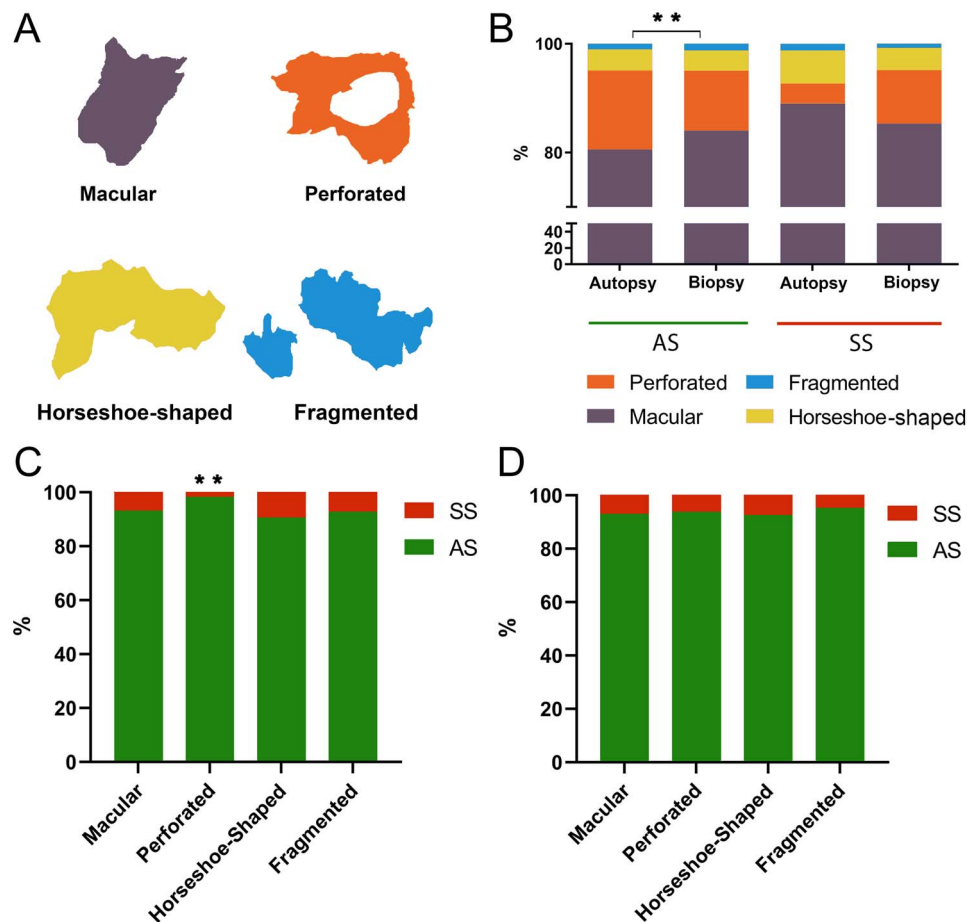 A
Macular
Perforated
Horseshoe-shaped
Fragmented
B
**
100
80
%
40
20
0
Autopsy Biopsy Autopsy Biopsy
AS SS
Perforated Fragmented
Macular Horseshoe-shaped
C
**
100
80
60
40
20
0
%
SS
AS
Macular
Perforated
Horseshoe-Shaped
Fragmented
D
100
80
60
40
20
0
%
SS
AS
Macular
Perforated
Horseshoe-Shaped
Fragmented